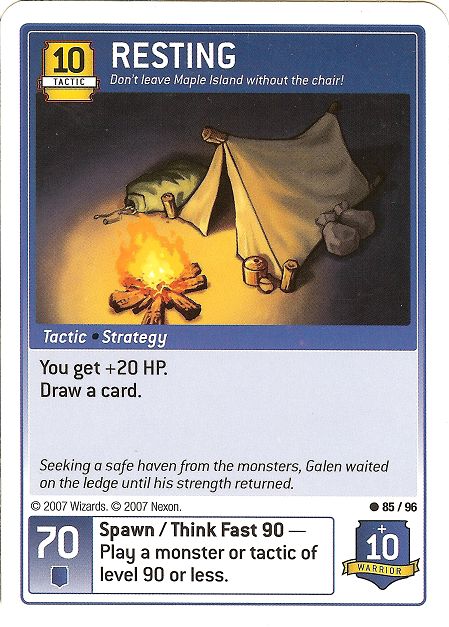 10
TACTIC
RESTING
Don't leave Maple Island without the chair!
Tactic • Strategy
You get +20 HP.
Draw a card.
Seeking a safe haven from the monsters, Galen waited
on the ledge until his strength returned.
© 2007 Wizards. © 2007 Nexon.
● 85 / 96
70
Spawn / Think Fast 90 —
Play a monster or tactic of
level 90 or less.
+
10
WARRIOR